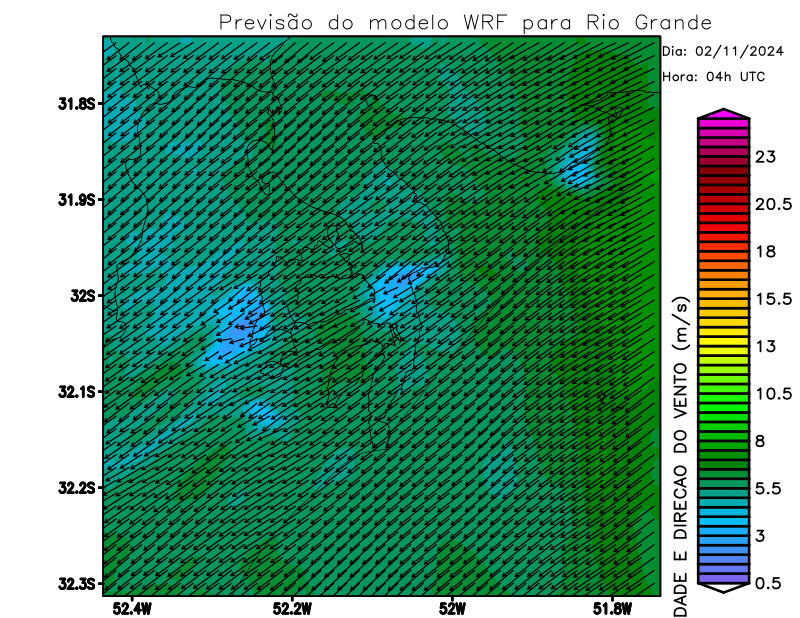 Previsão do modelo WRF para Rio Grande
Dia: 02/11/2024
Hora: 04h UTC
31.8S
31.9S
32S
32.1S
32.2S
32.3S
52.4W
52.2W
52W
51.8W
23
20.5
18
15.5
13
10.5
8
5.5
3
0.5
DADE E DIRECAO DO VENTO (m/s)